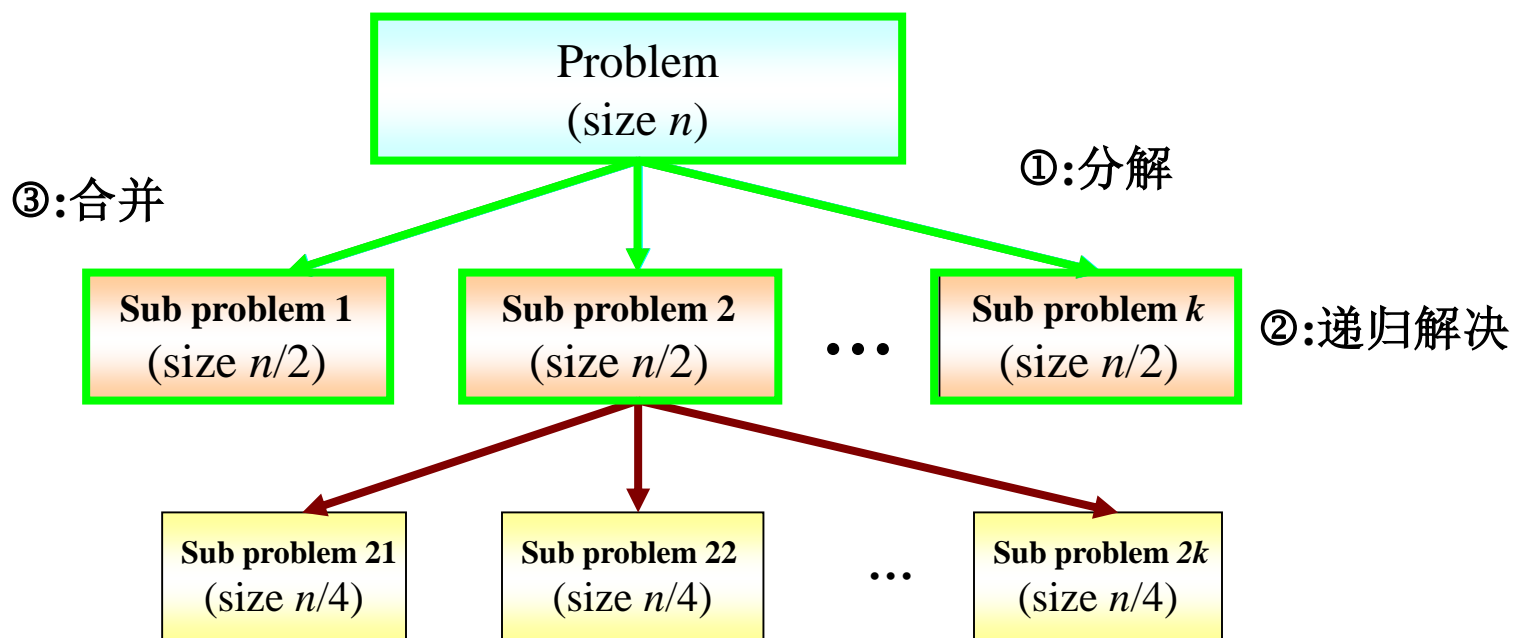 Problem
(size n)
①:分解
③:合并
Sub problem 1
(size n/2)
Sub problem 2
(size n/2)
...
Sub problem k
(size n/2)
②:递归解决
Sub problem 21
(size n/4)
Sub problem 22
(size n/4)
...
Sub problem 2k
(size n/4)